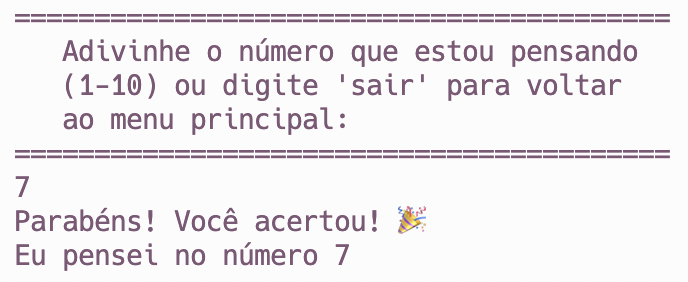 =========================================
Adivinhe o número que estou pensando
(1-10) ou digite 'sair' para voltar
ao menu principal:
=========================================
7
Parabéns! Você acertou! 🎉
Eu pensei no número 7